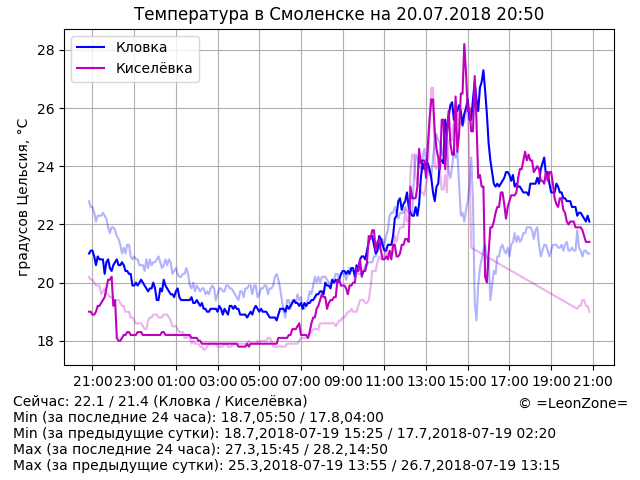 Температура в Смоленске на 20.07.2018 20:50
градусов Цельсия, °C
28
26
24
22
20
18
Кловка
Киселёвка
21:00 23:00 01:00 03:00 05:00 07:00 09:00 11:00 13:00 15:00 17:00 19:00 21:00
Сейчас: 22.1 / 21.4 (Кловка / Киселёвка)
© =LeonZone=
Min (за последние 24 часа): 18.7,05:50 / 17.8,04:00
Min (за предыдущие сутки): 18.7,2018-07-19 15:25 / 17.7,2018-07-19 02:20
Max (за последние 24 часа): 27.3,15:45 / 28.2,14:50
Max (за предыдущие сутки): 25.3,2018-07-19 13:55 / 26.7,2018-07-19 13:15